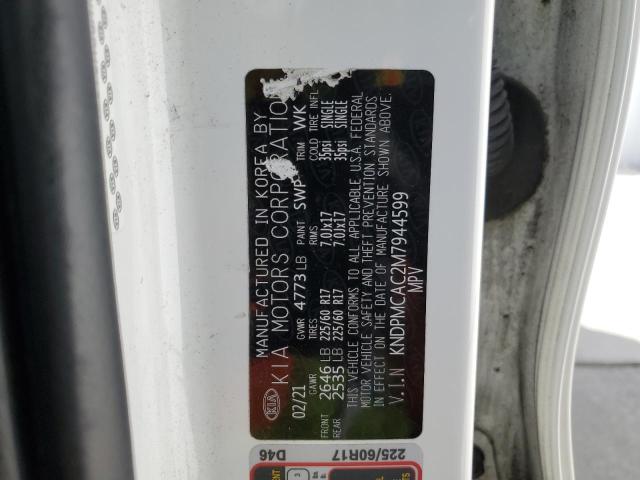 KIA
MANUFACTURED IN KOREA BY
KIA MOTORS CORPORATION
02/21 GVWR 4773 LB PAINT SWP TRIM WK
GAWR TIRES RIMS COLD TIRE INFL
FRONT 2646 LB 225/60 R17 7.0Jx17 35psi SINGLE
REAR 2535 LB 225/60 R17 7.0Jx17 35psi SINGLE
THIS VEHICLE CONFORMS TO ALL APPLICABLE U.S.A. FEDERAL
MOTOR VEHICLE SAFETY AND THEFT PREVENTION STANDARDS
IN EFFECT ON THE DATE OF MANUFACTURE SHOWN ABOVE.
V.I.N KNDPMCAC2M7944599
MPV
D46
225/60R17